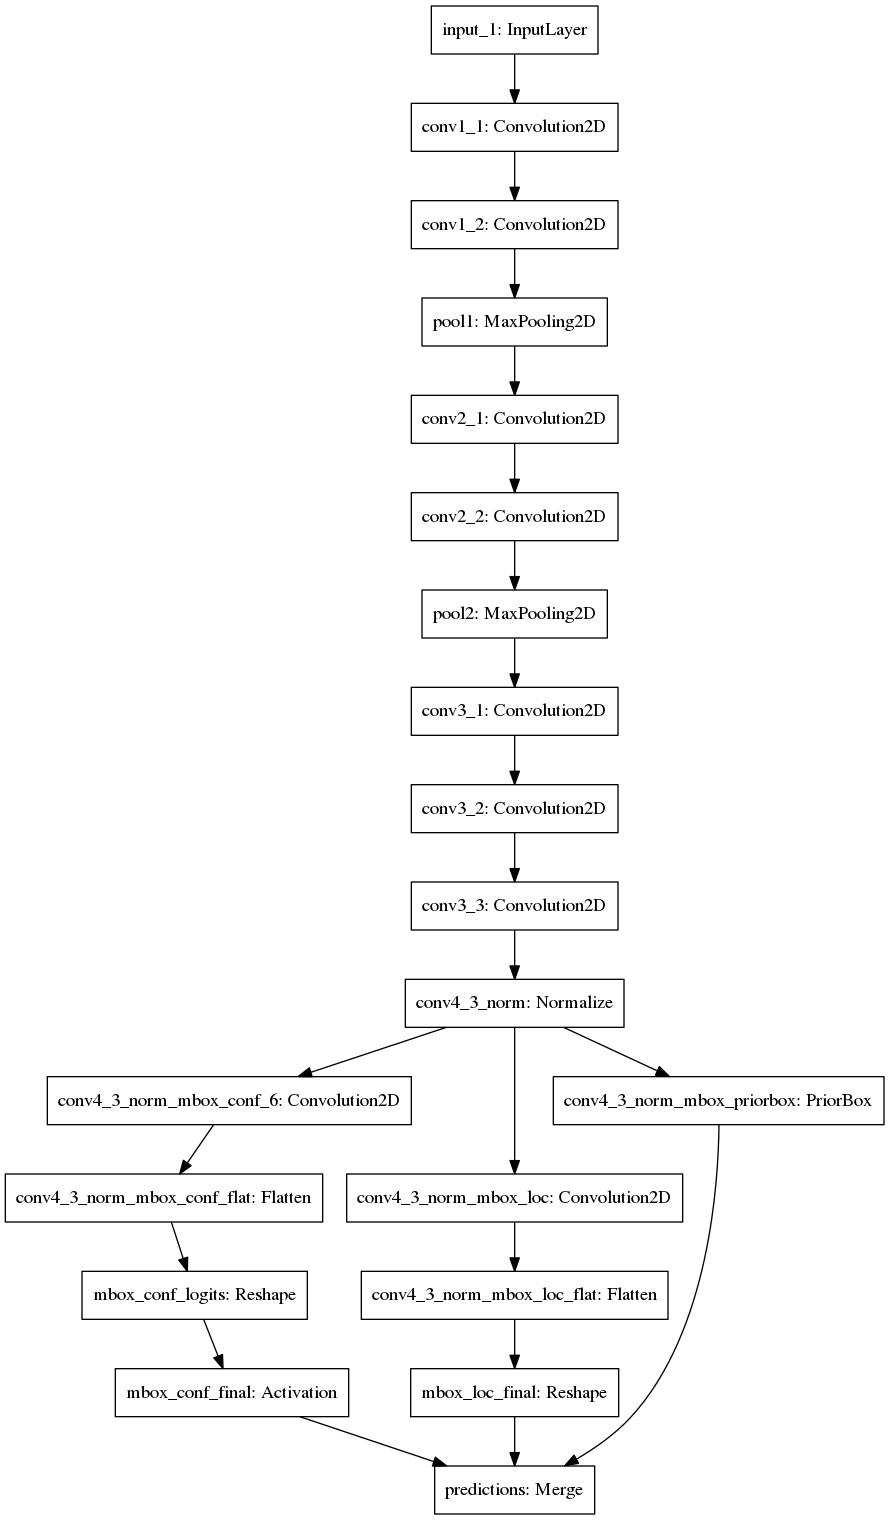 input_1: InputLayer
conv1_1: Convolution2D
conv1_2: Convolution2D
pool1: MaxPooling2D
conv2_1: Convolution2D
conv2_2: Convolution2D
pool2: MaxPooling2D
conv3_1: Convolution2D
conv3_2: Convolution2D
conv3_3: Convolution2D
conv4_3_norm: Normalize
conv4_3_norm_mbox_conf_6: Convolution2D
conv4_3_norm_mbox_priorbox: PriorBox
conv4_3_norm_mbox_conf_flat: Flatten
conv4_3_norm_mbox_loc: Convolution2D
mbox_conf_logits: Reshape
conv4_3_norm_mbox_loc_flat: Flatten
mbox_conf_final: Activation
mbox_loc_final: Reshape
predictions: Merge